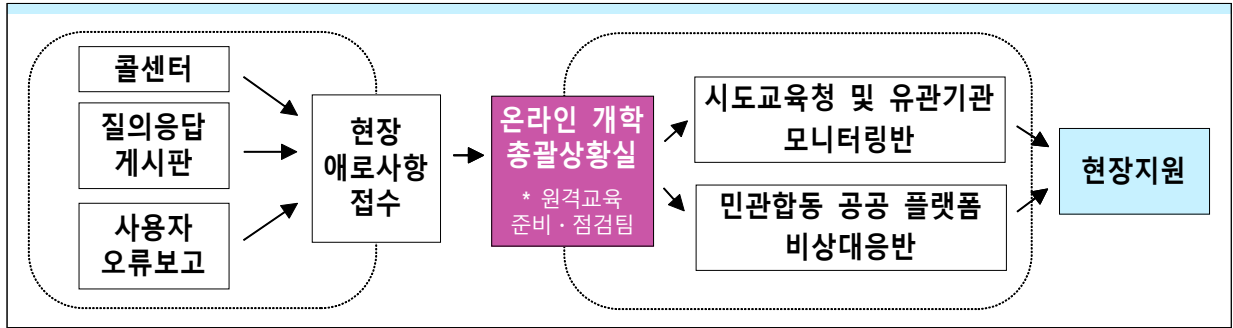 콜센터
질의응답
게시판
사용자
오류보고
현장
애로사항
접수
온라인 개학
총괄상황실
* 원격교육
준비·점검팀
시도교육청 및 유관기관
모니터링반
민관합동 공공 플랫폼
비상대응반
현장지원